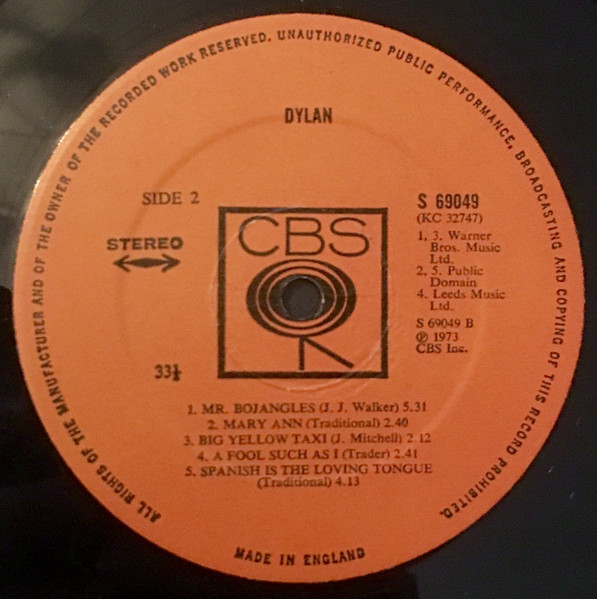 ALL RIGHTS OF THE MANUFACTURER AND OF THE OWNER OF THE RECORDED WORK RESERVED. UNAUTHORIZED PUBLIC PERFORMANCE, BROADCASTING AND COPYING OF THIS RECORD PROHIBITED.
DYLAN
SIDE 2
STEREO
33⅓
CBS
S 69049
(KC 32747)
1, 3. Warner
Bros. Music
Ltd.
2, 5. Public
Domain
4. Leeds Music
Ltd.
S 69049 B
℗ 1973
CBS Inc.
1. MR. BOJANGLES (J. J. Walker) 5.31
2. MARY ANN (Traditional) 2.40
3. BIG YELLOW TAXI (J. Mitchell) 2.12
4. A FOOL SUCH AS I (Trader) 2.41
5. SPANISH IS THE LOVING TONGUE
(Traditional) 4.13
MADE IN ENGLAND